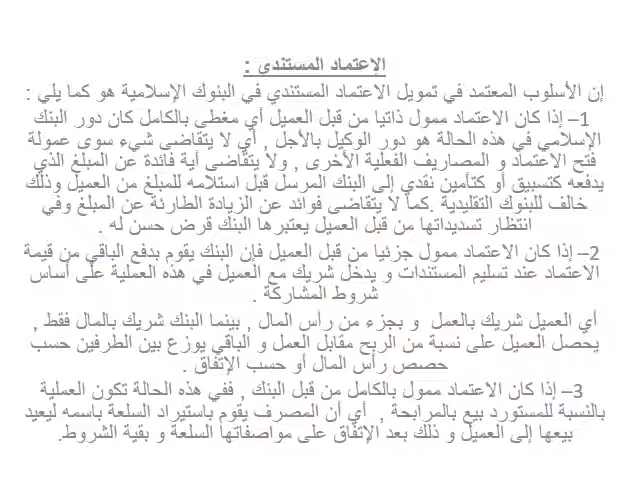 الإعتماد المستندي :
إن الأسلوب المعتمد في تمويل الاعتماد المستندي في البنوك الإسلامية هو كما يلي :
1– إذا كان الاعتماد ممول ذاتيا من قبل العميل أي مغطى بالكامل كان دور البنك
الإسلامي في هذه الحالة هو دور الوكيل بالأجل , أي لا يتقاضى شيء سوى عمولة
فتح الاعتماد و المصاريف الفعلية الأخرى , ولا يتقاضى أية فائدة عن المبلغ الذي
يدفعه كتسبيق أو كتأمين نقدي إلى البنك المرسل قبل استلامه للمبلغ من العميل وذلك
خالف للبنوك التقليدية .كما لا يتقاضى فوائد عن الزيادة الطارئة عن المبلغ وفي
انتظار تسديداتها من قبل العميل يعتبرها البنك قرض حسن له .
2– إذا كان الاعتماد ممول جزئيا من قبل العميل فإن البنك يقوم بدفع الباقي من قيمة
الاعتماد عند تسليم المستندات و يدخل شريك مع العميل في هذه العملية على أساس
شروط المشاركة .
أي العميل شريك بالعمل و بجزء من رأس المال , بينما البنك شريك بالمال فقط ,
يحصل العميل على نسبة من الربح مقابل العمل و الباقي يوزع بين الطرفين حسب
حصص رأس المال أو حسب الإتفاق .
3– إذا كان الاعتماد ممول بالكامل من قبل البنك , ففي هذه الحالة تكون العملية
بالنسبة للمستورد بيع بالمرابحة , أي أن المصرف يقوم باستيراد السلعة باسمه ليعيد
بيعها إلى العميل و ذلك بعد الإتفاق على مواصفاتها السلعة و بقية الشروط.